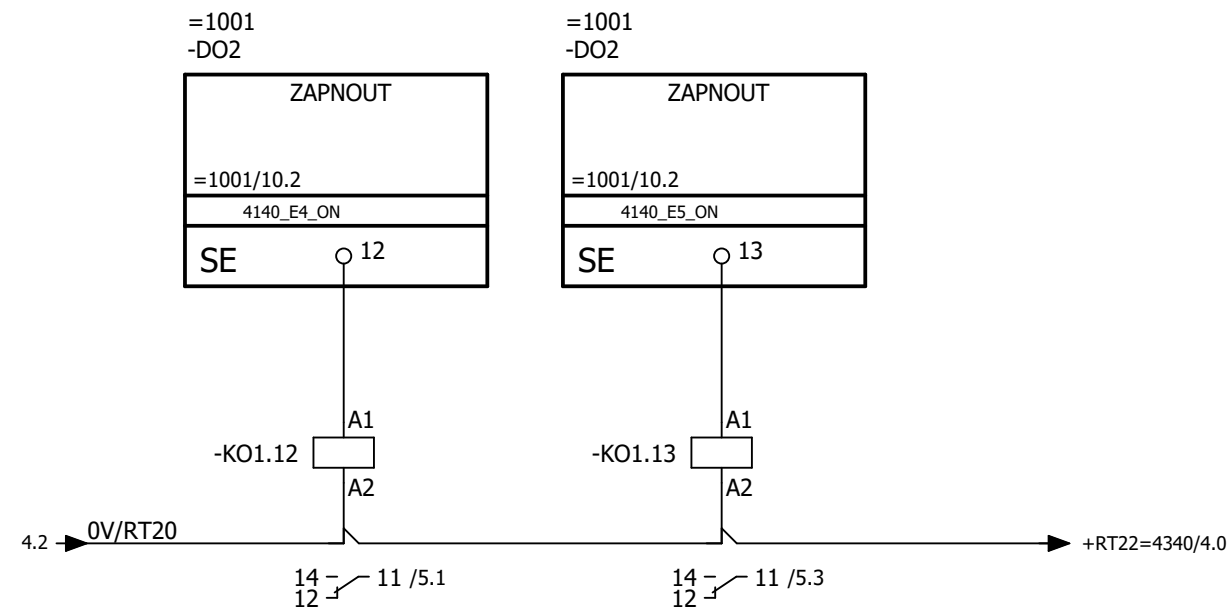 =1001
-DO2
ZAPNOUT
=1001/10.2
4140_E4_ON
SE
12
=1001
-DO2
ZAPNOUT
=1001/10.2
4140_E5_ON
SE
13
A1
-KO1.12
A2
A1
-KO1.13
A2
4.2
0V/RT20
+RT22=4340/4.0
14
11 /5.1
12
14
11 /5.3
12